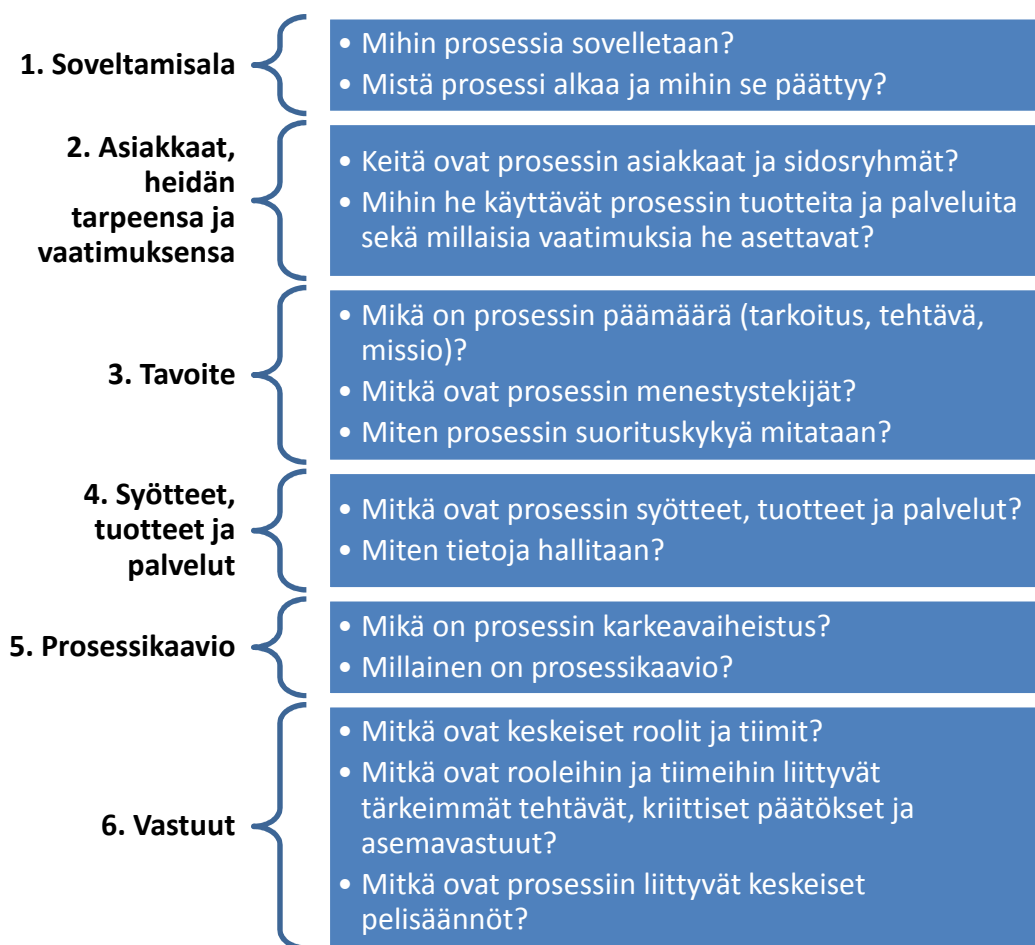 1. Soveltamisala
• Mihin prosessia sovelletaan?
• Mistä prosessi alkaa ja mihin se päättyy?
2. Asiakkaat,
heidän
tarpeensa ja
vaatimuksensa
• Keitä ovat prosessin asiakkaat ja sidosryhmät?
• Mihin he käyttävät prosessin tuotteita ja palveluita
sekä millaisia vaatimuksia he asettavat?
3. Tavoite
• Mikä on prosessin päämäärä (tarkoitus, tehtävä,
missio)?
• Mitkä ovat prosessin menestystekijät?
• Miten prosessin suorituskykyä mitataan?
4. Syötteet,
tuotteet ja
palvelut
• Mitkä ovat prosessin syötteet, tuotteet ja palvelut?
• Miten tietoja hallitaan?
5. Prosessikaavio
• Mikä on prosessin karkeavaiheistus?
• Millainen on prosessikaavio?
6. Vastuut
• Mitkä ovat keskeiset roolit ja tiimit?
• Mitkä ovat rooleihin ja tiimeihin liittyvät
tärkeimmät tehtävät, kriittiset päätökset ja
asemavastuut?
• Mitkä ovat prosessiin liittyvät keskeiset
pelisäännöt?